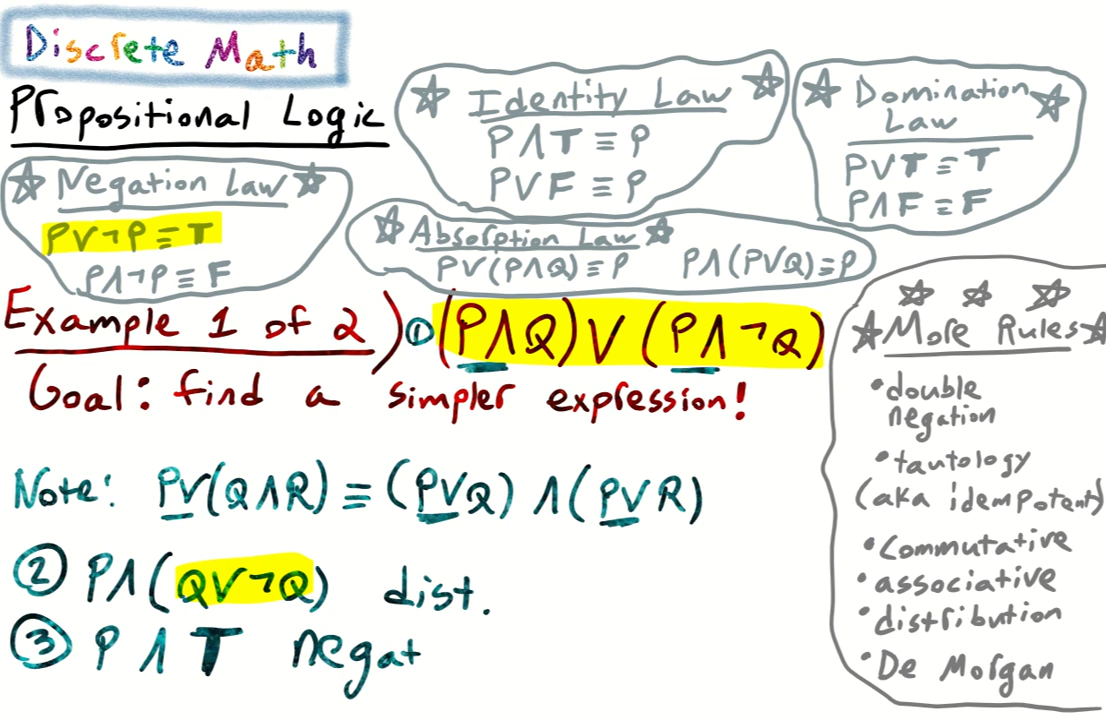 Discrete Math
Propositional Logic
Identity Law
P∧T ≡ P
P∨F ≡ P
Domination
Law
P∨T ≡ T
P∧F ≡ F
Negation Law
P∨¬P ≡ T
P∧¬P ≡ F
Absorption Law
P∨(P∧Q) ≡ P P∧(P∨Q) ≡ P
Example 1 of 2) ① (P∧Q) ∨ (P∧¬Q)
Goal: find a simpler expression!
Note: P∨(Q∧R) ≡ (P∨Q) ∧ (P∨R)
② P∧(Q∨¬Q) dist.
③ P∧T negat
More Rules
•double
negation
•tautology
(aka idempotent)
•commutative
•associative
•distribution
•De Morgan